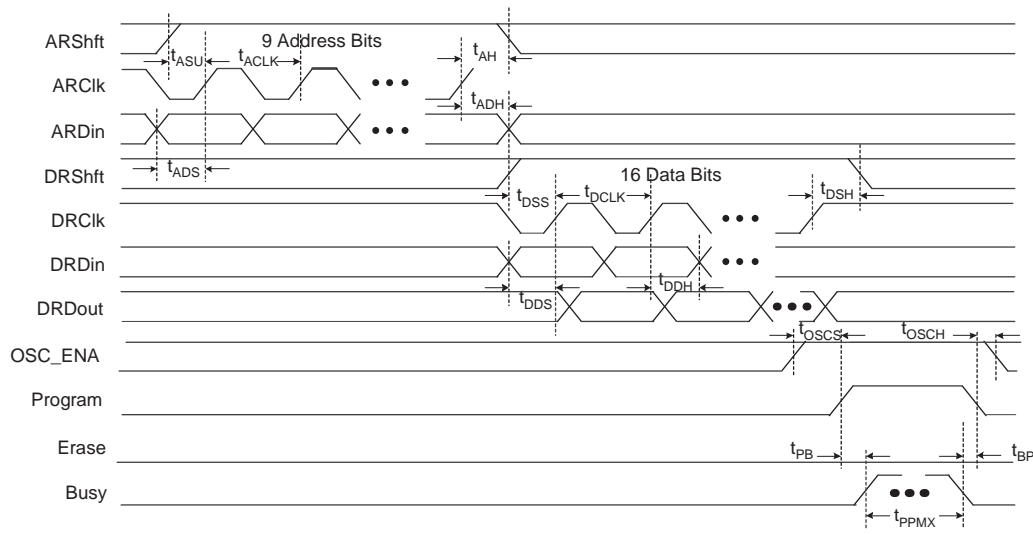 ARShft
9 Address Bits
tASU
tACLK
tAH
ARClk
tADH
ARDin
tADS
DRShft
16 Data Bits
tDSS
tDCLK
tDSH
DRClk
DRDin
tDDS
tDDH
DRDout
tOSCS
tOSCH
OSC_ENA
Program
Erase
tPB
tBP
Busy
tPPMX